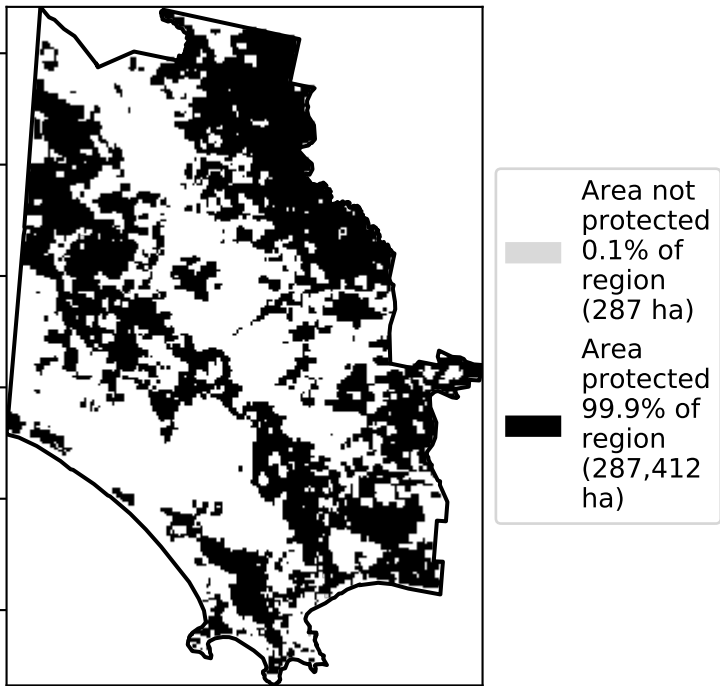 Area not
protected
0.1% of
region
(287 ha)
Area
protected
99.9% of
region
(287,412
ha)